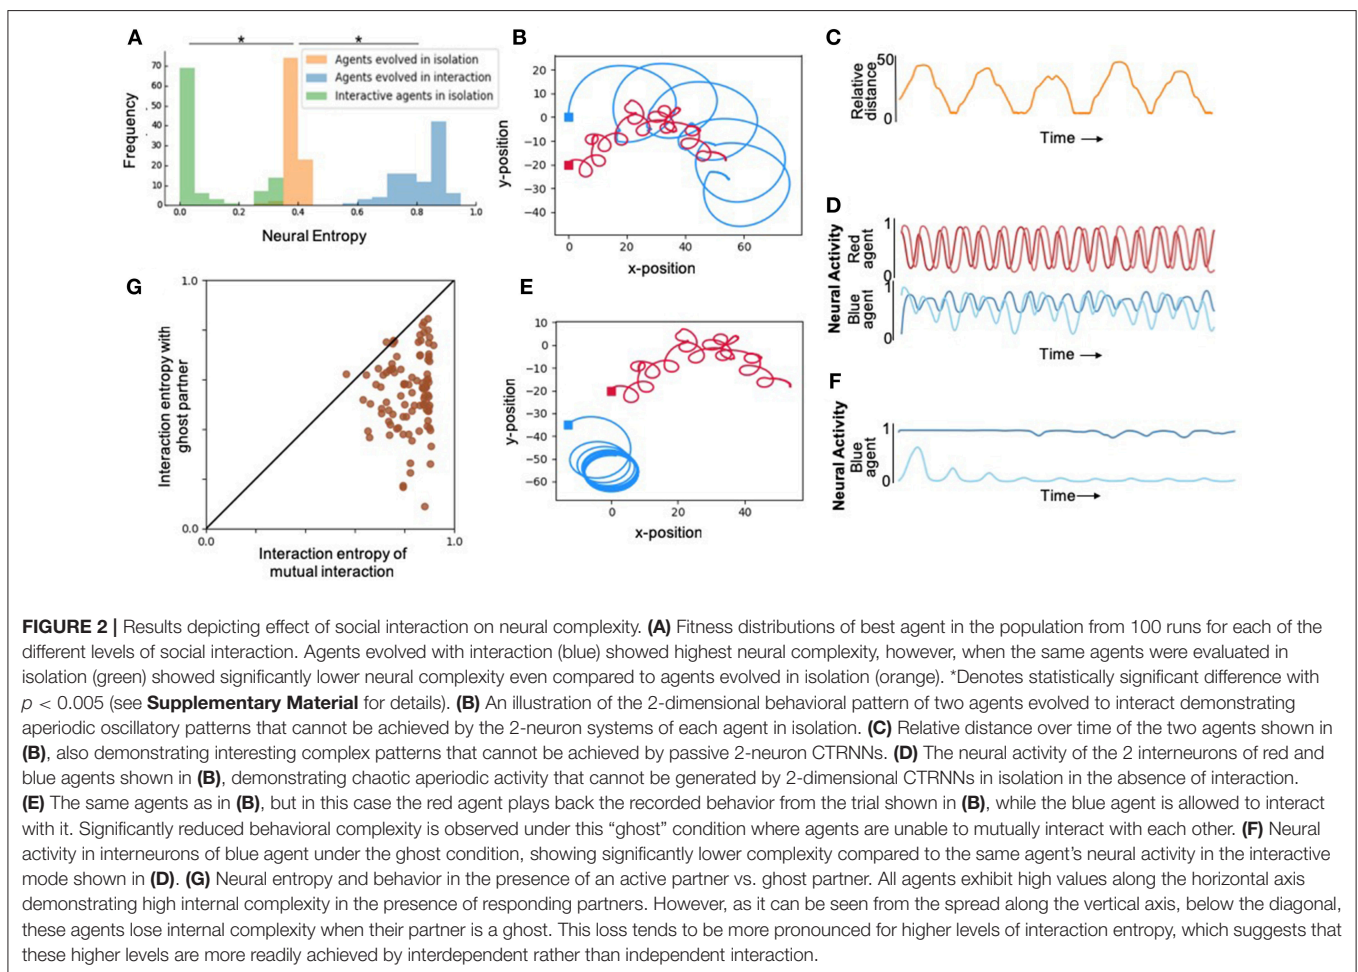 A
*
*
Agents evolved in isolation
Agents evolved in interaction
Interactive agents in isolation
70
60
50
40
30
20
10
0
Frequency
0.0 0.2 0.4 0.6 0.8 1.0
Neural Entropy
B
20
10
0
−10
−20
−30
−40
y-position
0 20 40 60
x-position
C
50
0
Relative
distance
Time
D
Neural Activity
Red
agent
1
0
Blue
agent
1
0
Time
G
1.0
0.0
Interaction entropy with
ghost partner
0.0 1.0
Interaction entropy of
mutual interaction
E
10
0
−10
−20
−30
−40
−50
−60
y-position
0 20 40
x-position
F
Neural Activity
Blue
agent
1
0
Time
FIGURE 2 | Results depicting effect of social interaction on neural complexity. (A) Fitness distributions of best agent in the population from 100 runs for each of the
different levels of social interaction. Agents evolved with interaction (blue) showed highest neural complexity, however, when the same agents were evaluated in
isolation (green) showed significantly lower neural complexity even compared to agents evolved in isolation (orange). *Denotes statistically significant difference with
p < 0.005 (see Supplementary Material for details). (B) An illustration of the 2-dimensional behavioral pattern of two agents evolved to interact demonstrating
aperiodic oscillatory patterns that cannot be achieved by the 2-neuron systems of each agent in isolation. (C) Relative distance over time of the two agents shown in
(B), also demonstrating interesting complex patterns that cannot be achieved by passive 2-neuron CTRNNs. (D) The neural activity of the 2 interneurons of red and
blue agents shown in (B), demonstrating chaotic aperiodic activity that cannot be generated by 2-dimensional CTRNNs in isolation in the absence of interaction.
(E) The same agents as in (B), but in this case the red agent plays back the recorded behavior from the trial shown in (B), while the blue agent is allowed to interact
with it. Significantly reduced behavioral complexity is observed under this “ghost” condition where agents are unable to mutually interact with each other. (F) Neural
activity in interneurons of blue agent under the ghost condition, showing significantly lower complexity compared to the same agent’s neural activity in the interactive
mode shown in (D). (G) Neural entropy and behavior in the presence of an active partner vs. ghost partner. All agents exhibit high values along the horizontal axis
demonstrating high internal complexity in the presence of responding partners. However, as it can be seen from the spread along the vertical axis, below the diagonal,
these agents lose internal complexity when their partner is a ghost. This loss tends to be more pronounced for higher levels of interaction entropy, which suggests that
these higher levels are more readily achieved by interdependent rather than independent interaction.